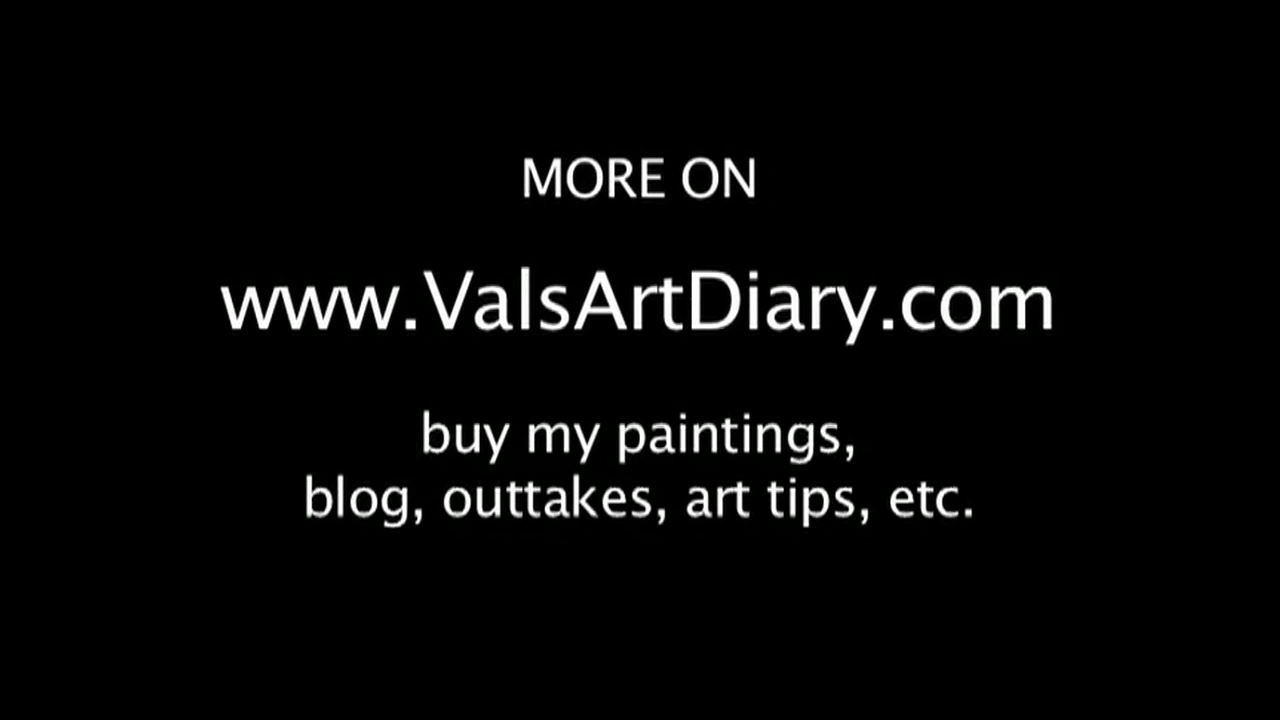 MORE ON
www.ValsArtDiary.com
buy my paintings,
blog, outtakes, art tips, etc.